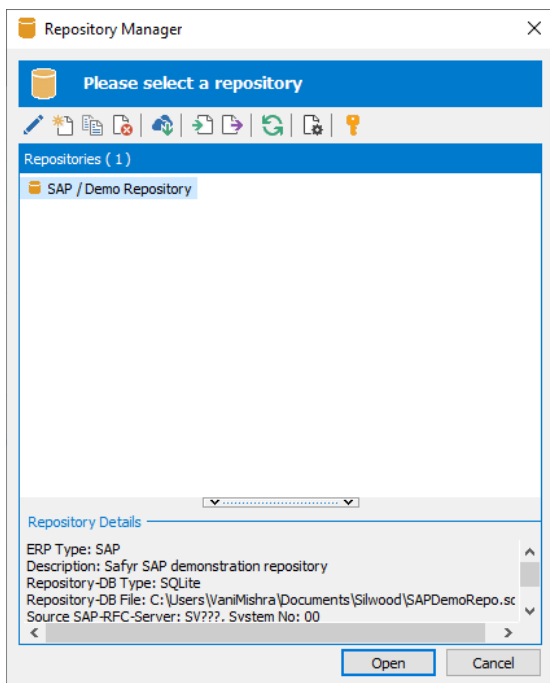 Repository Manager
Please select a repository
Repositories ( 1 )
SAP / Demo Repository
Repository Details
ERP Type: SAP
Description: Safyr SAP demonstration repository
Repository-DB Type: SQLite
Repository-DB File: C:\Users\VaniMishra\Documents\Silwood\SAPDemoRepo.sc
Source SAP-RFC-Server: SV???. System No: 00
Open Cancel